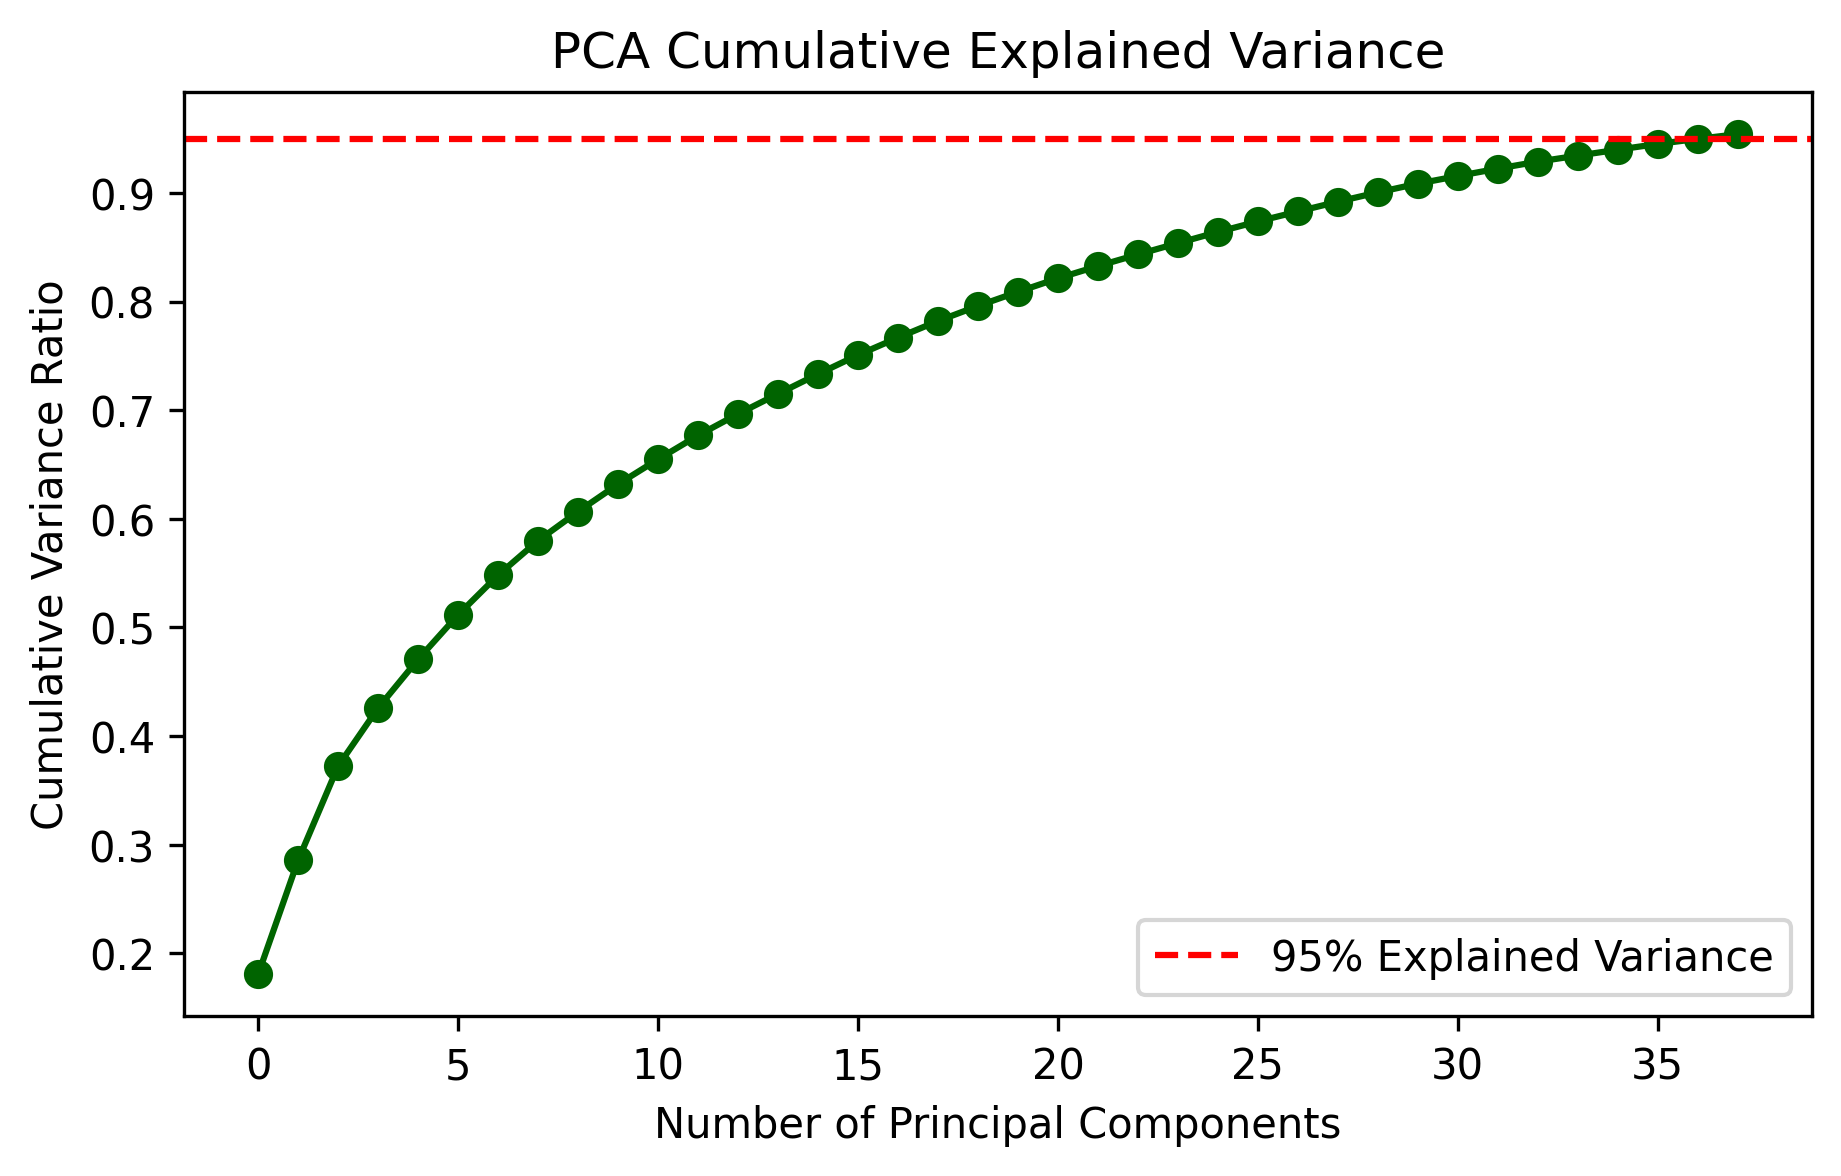 PCA Cumulative Explained Variance
Cumulative Variance Ratio
0.9
0.8
0.7
0.6
0.5
0.4
0.3
0.2
95% Explained Variance
0 5 10 15 20 25 30 35
Number of Principal Components